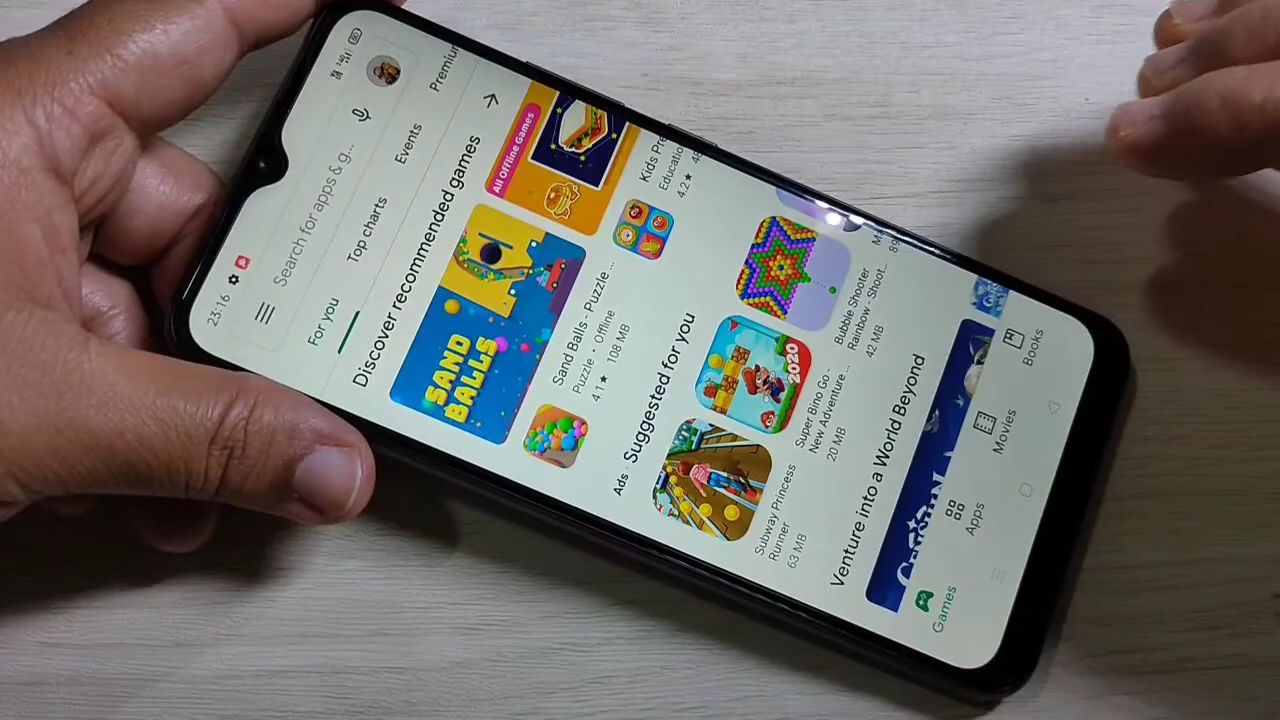 23:16
Search for apps & g...
For you
Top charts
Events
Premium
Discover recommended games
SAND
BALLS
All Offline Games
Sand Balls - Puzzle ...
Puzzle • Offline
4.1★ 108 MB
Kids Pre
Educatio
4.2★
Ads · Suggested for you
2020
Subway Princess
Runner
63 MB
Super Bino Go -
New Adventure ...
20 MB
Bubble Shooter
Rainbow - Shoot...
42 MB
Venture into a World Beyond
Games
Apps
Movies
Books